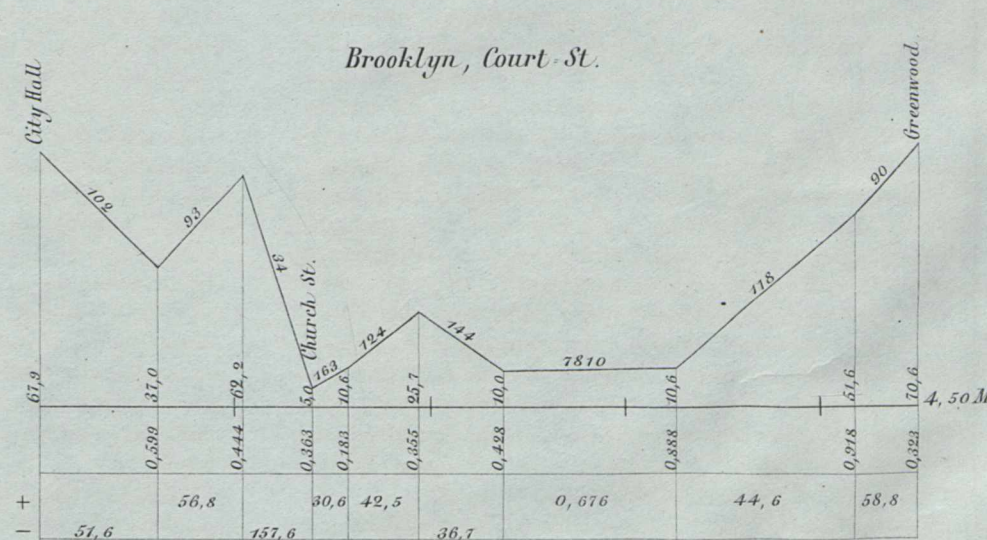 Brooklyn, Court-St.
City Hall
Church St.
Greenwood
102
93
34
163
124
144
7810
118
90
67,9 37,0 62,2 5,0 10,6 25,7 10,0 10,6 51,6 70,6 4,50 M
0,599 0,444 0,363 0,183 0,355 0,428 0,888 0,918 0,323
+ 56,8 30,6 42,5 0,676 44,6 58,8
− 51,6 157,6 36,7